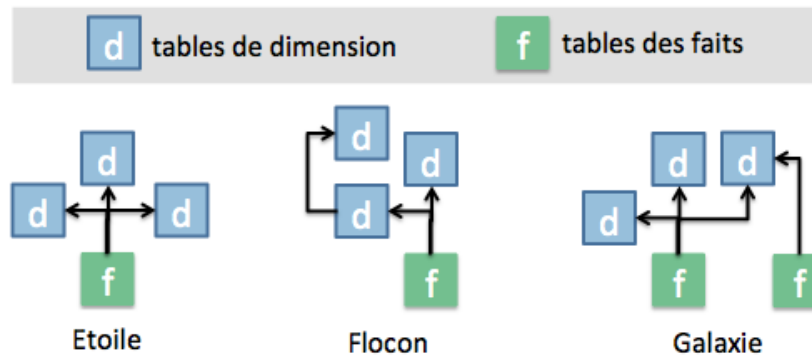 d tables de dimension f tables des faits
d d d f
d d d f
d d d f f
Etoile Flocon Galaxie